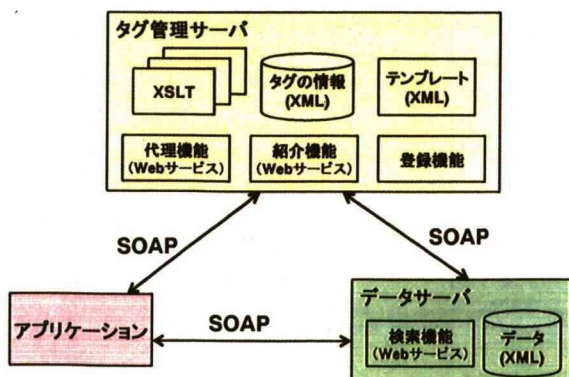 タグ管理サーバ
XSLT
タグの情報
(XML)
テンプレート
(XML)
代理機能
(Webサービス)
紹介機能
(Webサービス)
登録機能
SOAP
SOAP
アプリケーション
SOAP
データサーバ
検索機能
(Webサービス)
データ
(XML)